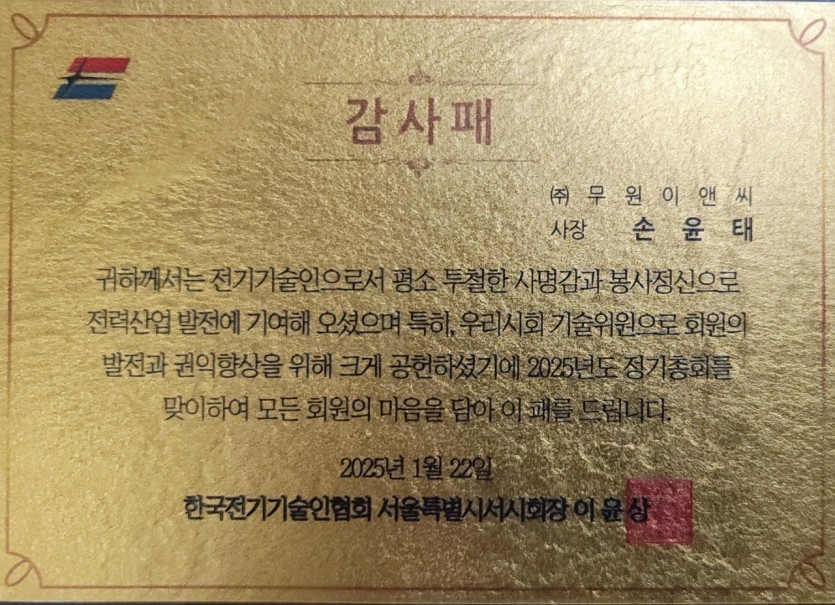 감사패
㈜ 무원이앤씨
사장 손윤태
귀하께서는 전기기술인으로서 평소 투철한 사명감과 봉사정신으로
전력산업 발전에 기여해 오셨으며 특히, 우리시회 기술위원으로 회원의
발전과 권익향상을 위해 크게 공헌하셨기에 2025년도 정기총회를
맞이하여 모든 회원의 마음을 담아 이 패를 드립니다.
2025년 1월 22일
한국전기기술인협회 서울특별시서시회장 이윤상